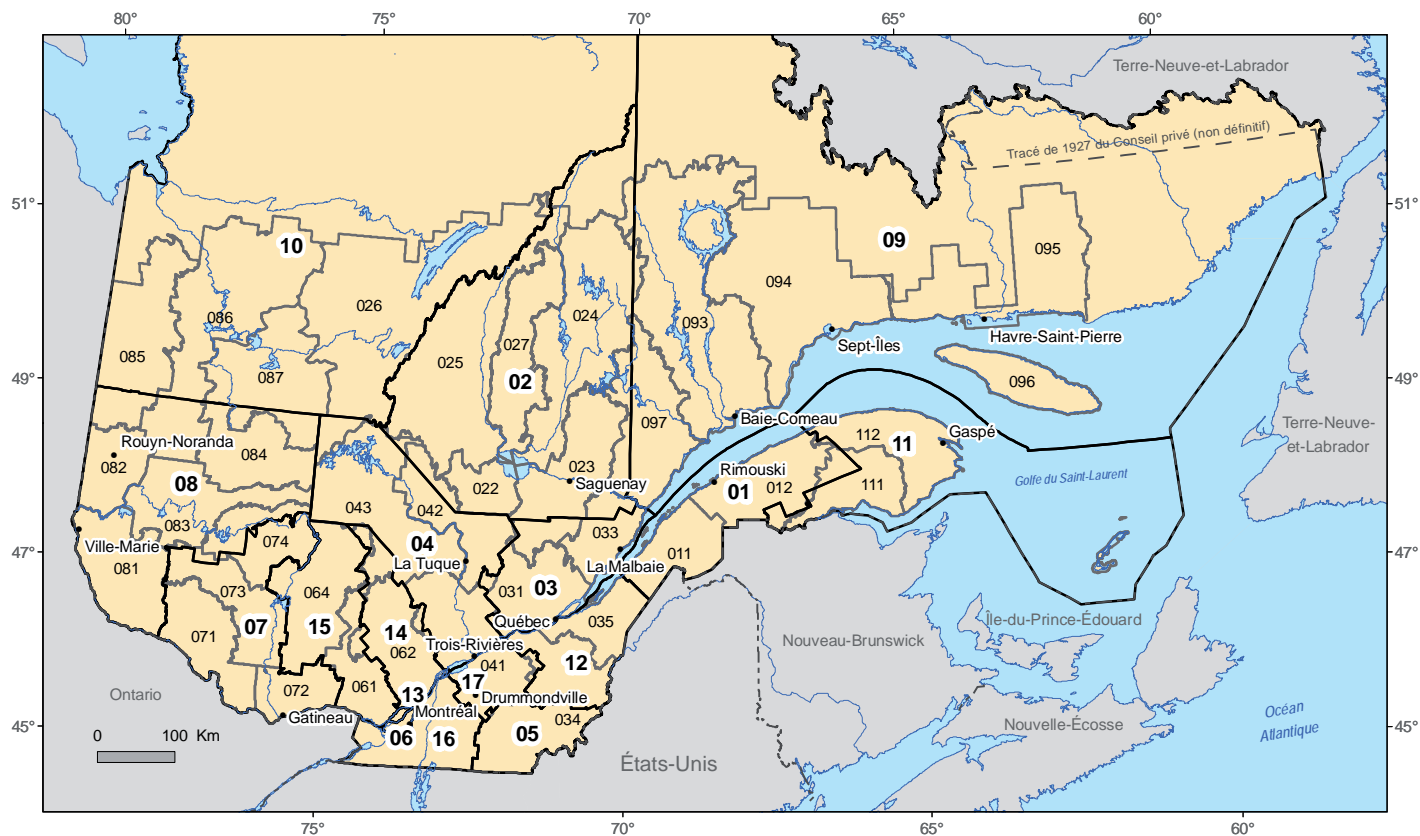 80°
75°
70°
65°
60°
Terre-Neuve-et-Labrador
Tracé de 1927 du Conseil privé (non définitif)
51°
51°
10
09
095
094
026
024
086
093
027
025
085
087
02
Sept-Îles
Havre-Saint-Pierre
49°
49°
096
097
Baie-Comeau
Terre-Neuve-
et-Labrador
Rouyn-Noranda
082
084
08
112
11
Gaspé
Rimouski
01
012
111
023
Saguenay
022
Golfe du Saint-Laurent
043
042
083
033
04
074
Ville-Marie
081
La Tuque
La Malbaie
011
47°
47°
073
064
031
03
Québec
035
Île-du-Prince-Édouard
071
07
15
14
062
Trois-Rivières
041
12
Nouveau-Brunswick
Ontario
072
061
13
17
Drummondville
Gatineau
Montréal
034
45°
45°
06
16
05
Nouvelle-Écosse
Océan
Atlantique
0
100 Km
États-Unis
75°
70°
65°
60°